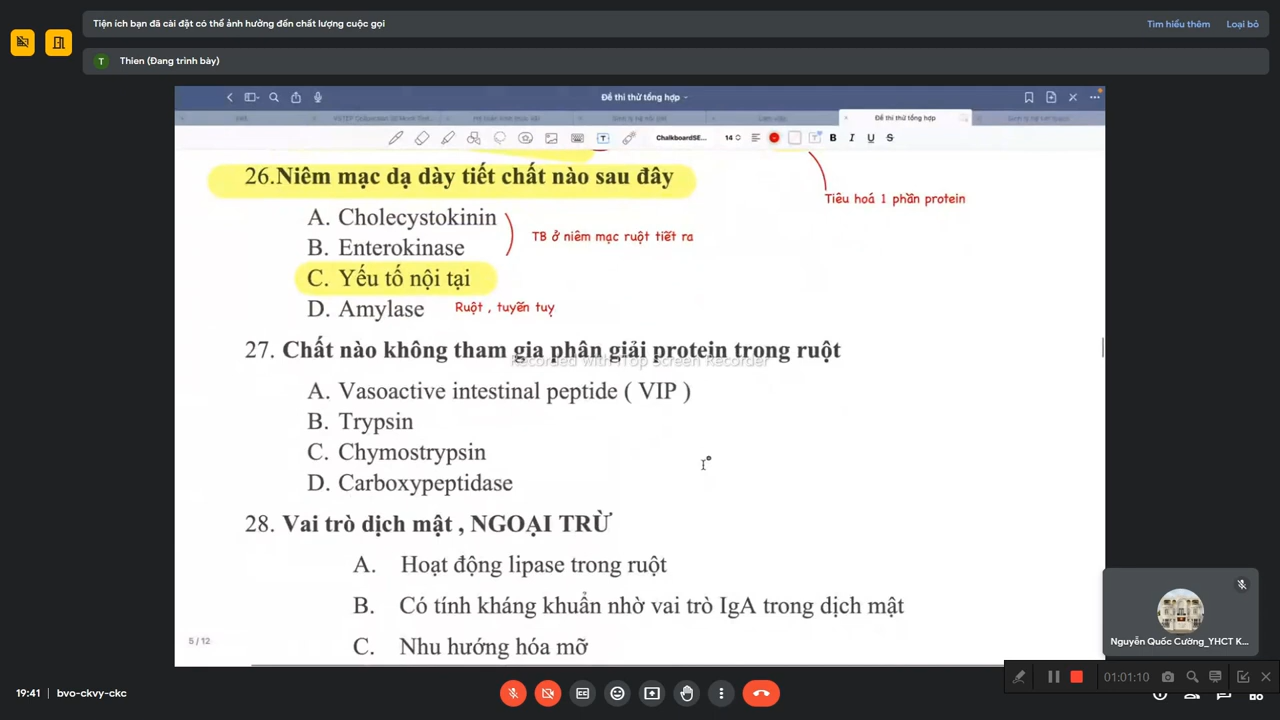 Tiện ích bạn đã cài đặt có thể ảnh hưởng đến chất lượng cuộc gọi
Tìm hiểu thêm
Loại bỏ
T
Thien (Đang trình bày)
Đề thi thử tổng hợp
Đề thi thử tổng hợp
ChalkboardSE...
14
B I U S
26.Niêm mạc dạ dày tiết chất nào sau đây
Tiêu hoá 1 phần protein
A. Cholecystokinin
TB ở niêm mạc ruột tiết ra
B. Enterokinase
C. Yếu tố nội tại
D. Amylase
Ruột , tuyến tuỵ
27. Chất nào không tham gia phân giải protein trong ruột
Recorded with iTop Screen Recorder
A. Vasoactive intestinal peptide ( VIP )
B. Trypsin
C. Chymostrypsin
D. Carboxypeptidase
28. Vai trò dịch mật , NGOẠI TRỪ
A. Hoạt động lipase trong ruột
B. Có tính kháng khuẩn nhờ vai trò IgA trong dịch mật
C. Nhu hướng hóa mỡ
5 / 12
Nguyễn Quốc Cường_YHCT K...
19:41
bvo-ckvy-ckc
01:01:10